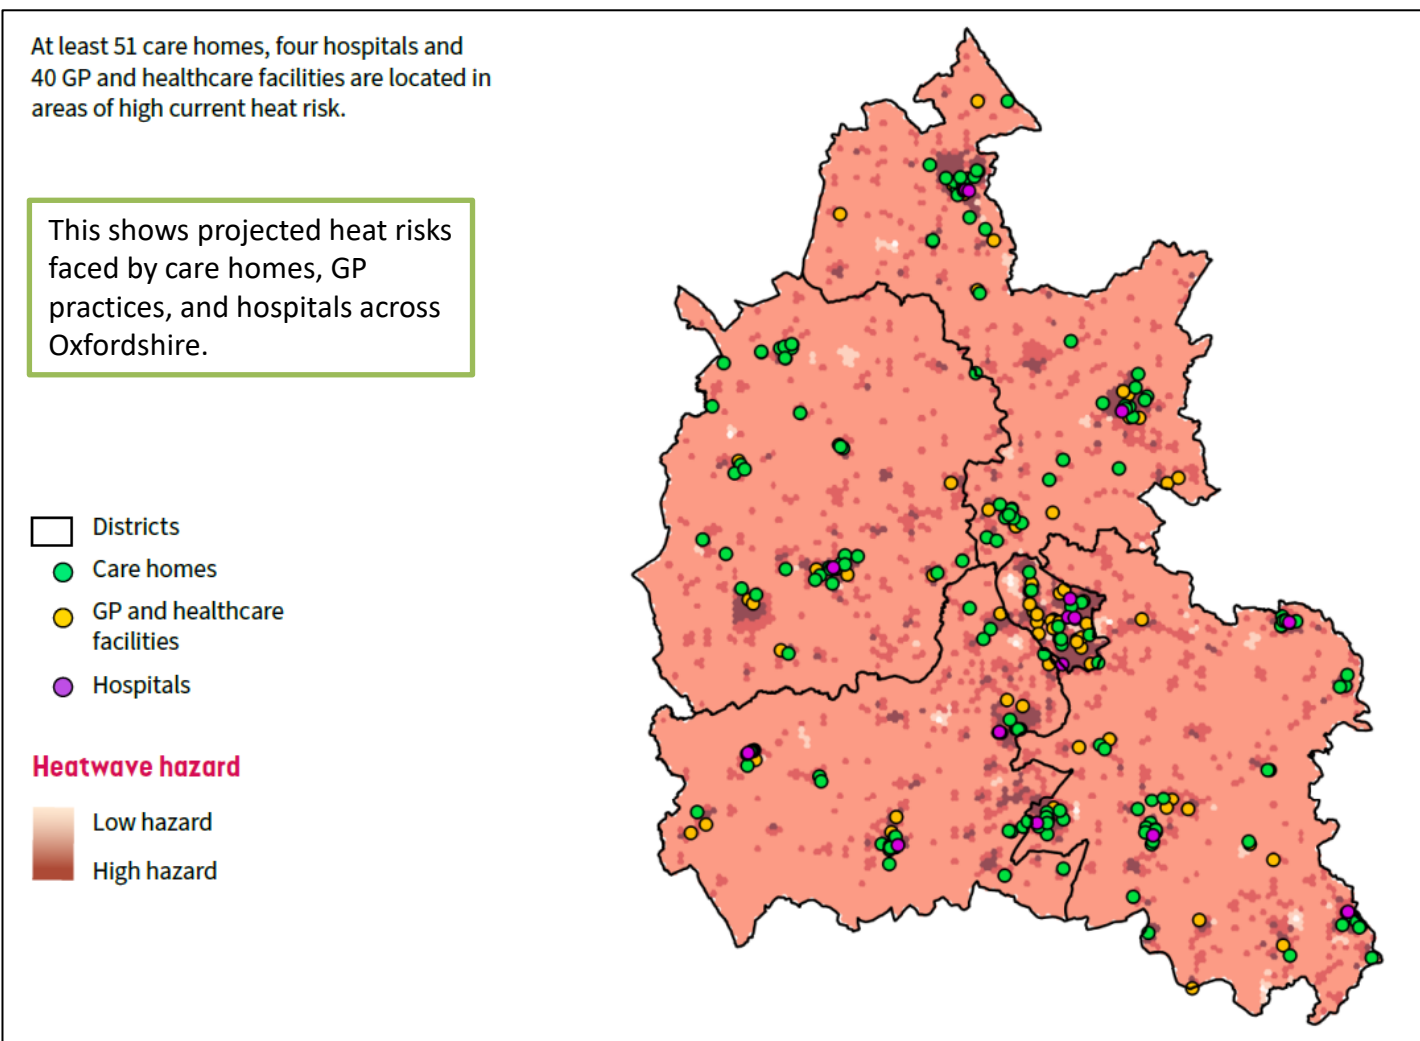 At least 51 care homes, four hospitals and
40 GP and healthcare facilities are located in
areas of high current heat risk.
This shows projected heat risks
faced by care homes, GP
practices, and hospitals across
Oxfordshire.
Districts
Care homes
GP and healthcare
facilities
Hospitals
Heatwave hazard
Low hazard
High hazard